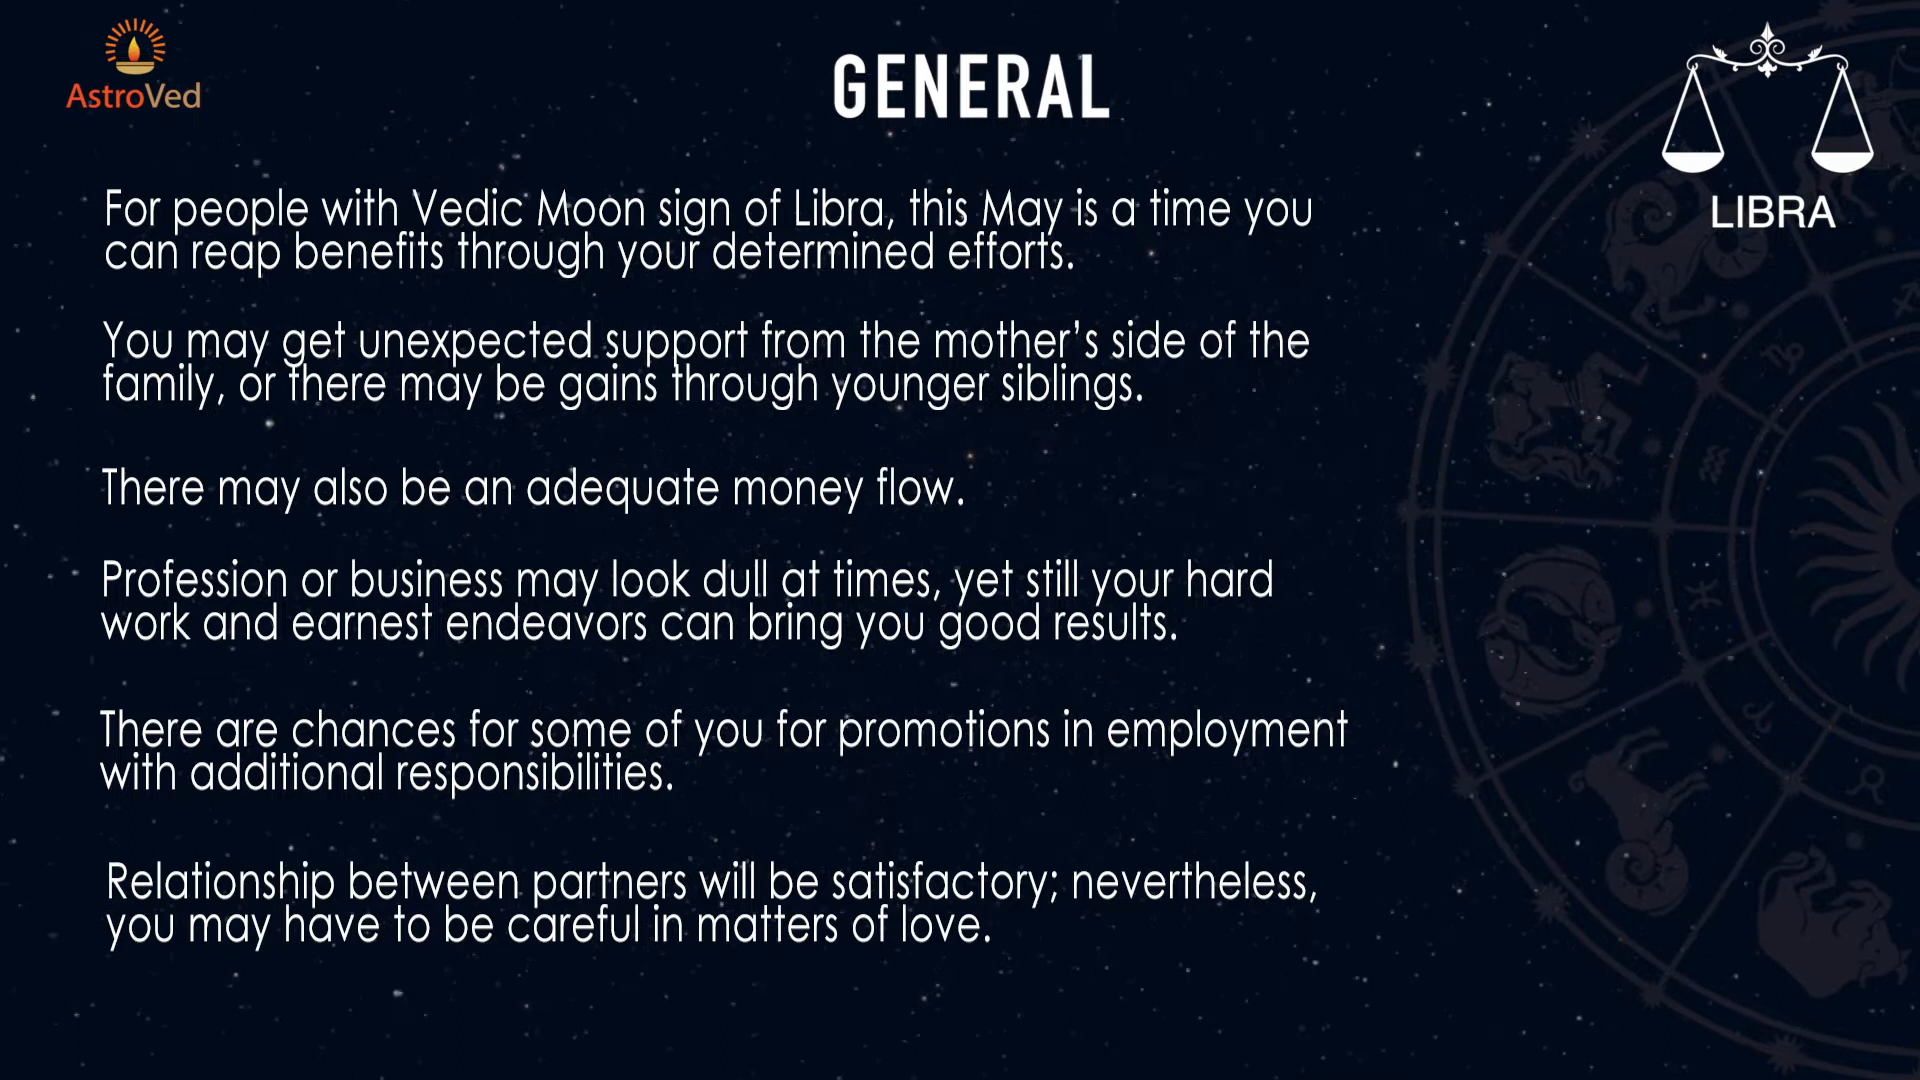 AstroVed
GENERAL
LIBRA
For people with Vedic Moon sign of Libra, this May is a time you
can reap benefits through your determined efforts.
You may get unexpected support from the mother’s side of the
family, or there may be gains through younger siblings.
There may also be an adequate money flow.
Profession or business may look dull at times, yet still your hard
work and earnest endeavors can bring you good results.
There are chances for some of you for promotions in employment
with additional responsibilities.
Relationship between partners will be satisfactory; nevertheless,
you may have to be careful in matters of love.